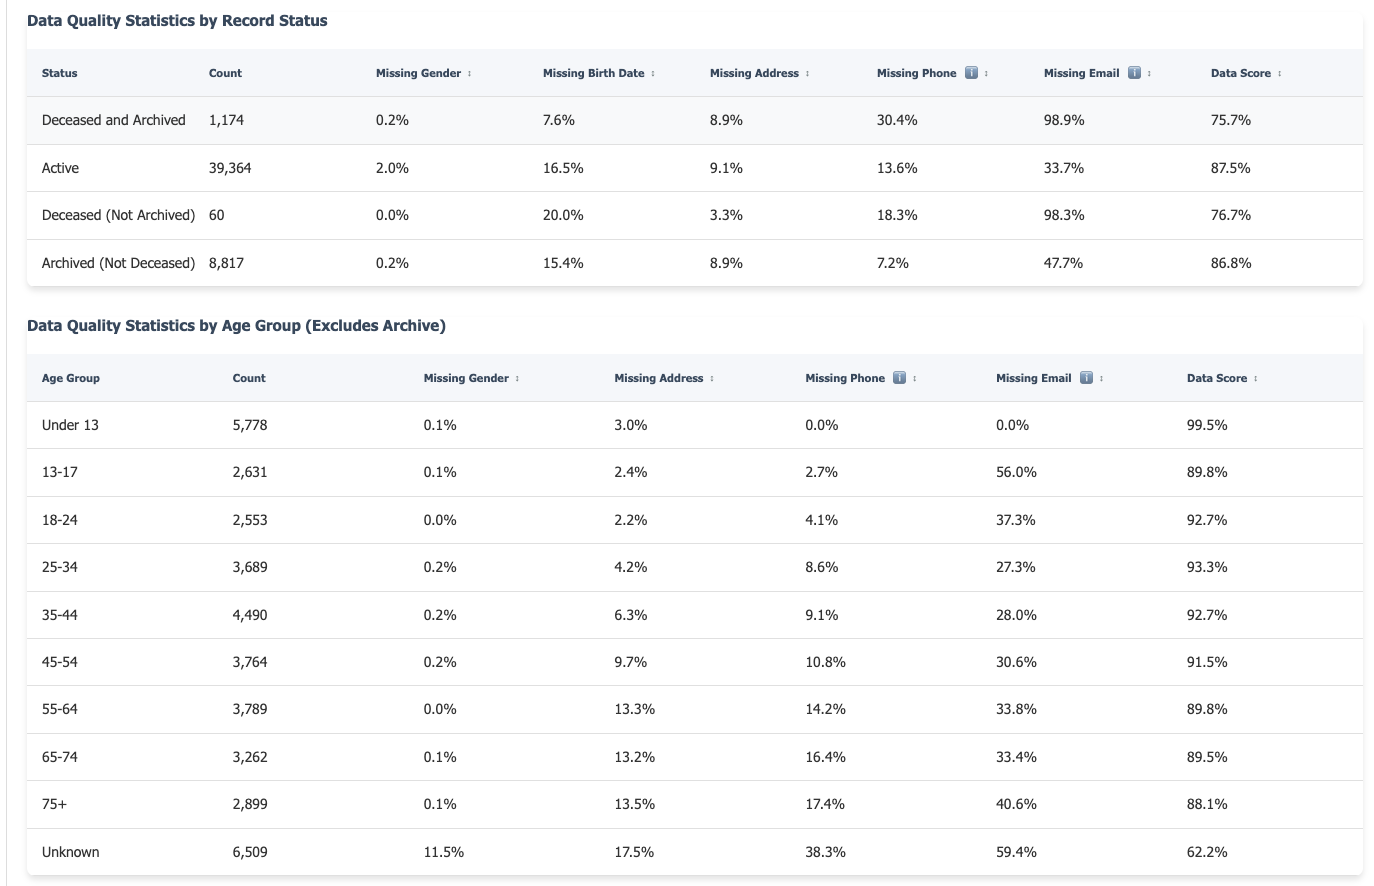 Data Quality Statistics by Record Status
Status Count Missing Gender ↕ Missing Birth Date ↕ Missing Address ↕ Missing Phone ℹ️ ↕ Missing Email ℹ️ ↕ Data Score ↕
Deceased and Archived 1,174 0.2% 7.6% 8.9% 30.4% 98.9% 75.7%
Active 39,364 2.0% 16.5% 9.1% 13.6% 33.7% 87.5%
Deceased (Not Archived) 60 0.0% 20.0% 3.3% 18.3% 98.3% 76.7%
Archived (Not Deceased) 8,817 0.2% 15.4% 8.9% 7.2% 47.7% 86.8%
Data Quality Statistics by Age Group (Excludes Archive)
Age Group Count Missing Gender ↕ Missing Address ↕ Missing Phone ℹ️ ↕ Missing Email ℹ️ ↕ Data Score ↕
Under 13 5,778 0.1% 3.0% 0.0% 0.0% 99.5%
13-17 2,631 0.1% 2.4% 2.7% 56.0% 89.8%
18-24 2,553 0.0% 2.2% 4.1% 37.3% 92.7%
25-34 3,689 0.2% 4.2% 8.6% 27.3% 93.3%
35-44 4,490 0.2% 6.3% 9.1% 28.0% 92.7%
45-54 3,764 0.2% 9.7% 10.8% 30.6% 91.5%
55-64 3,789 0.0% 13.3% 14.2% 33.8% 89.8%
65-74 3,262 0.1% 13.2% 16.4% 33.4% 89.5%
75+ 2,899 0.1% 13.5% 17.4% 40.6% 88.1%
Unknown 6,509 11.5% 17.5% 38.3% 59.4% 62.2%